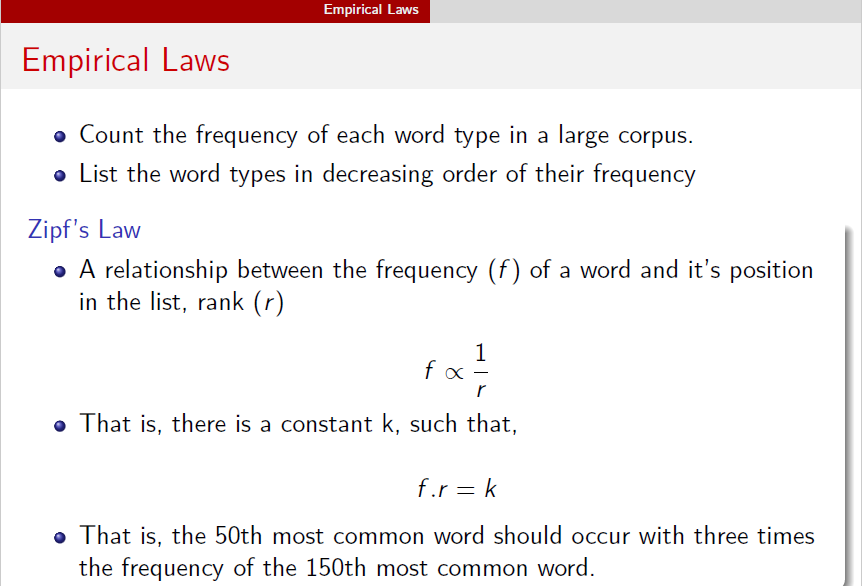 Empirical Laws
Empirical Laws
Count the frequency of each word type in a large corpus.
List the word types in decreasing order of their frequency
Zipf's Law
A relationship between the frequency (f) of a word and it's position
in the list, rank (r)
f ∝ 1/r
That is, there is a constant k, such that,
f.r = k
That is, the 50th most common word should occur with three times
the frequency of the 150th most common word.